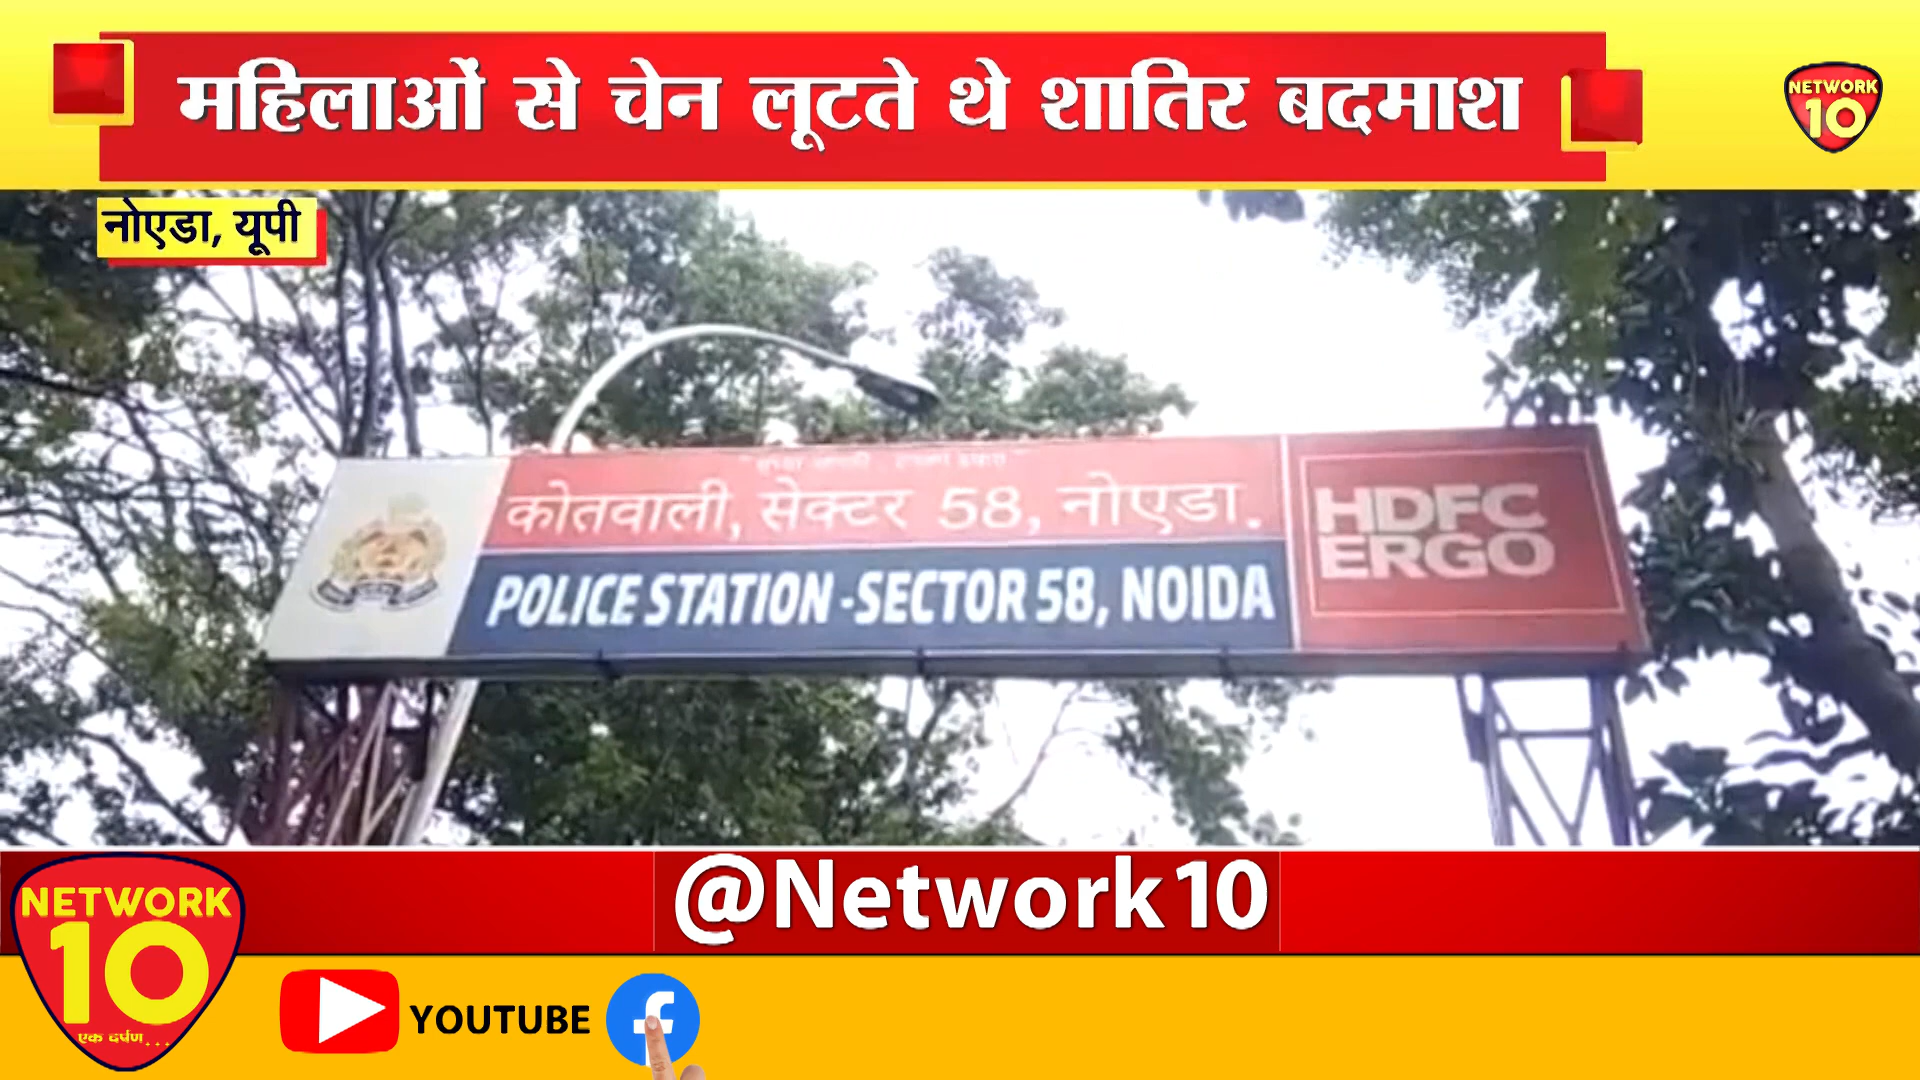 महिलाओं से चेन लूटते थे शातिर बदमाश
NETWORK
10
नोएडा, यूपी
कोतवाली, सेक्टर 58, नोएडा.
POLICE STATION -SECTOR 58, NOIDA
HDFC
ERGO
@Network10
NETWORK
10
एक दर्पण...
YOUTUBE